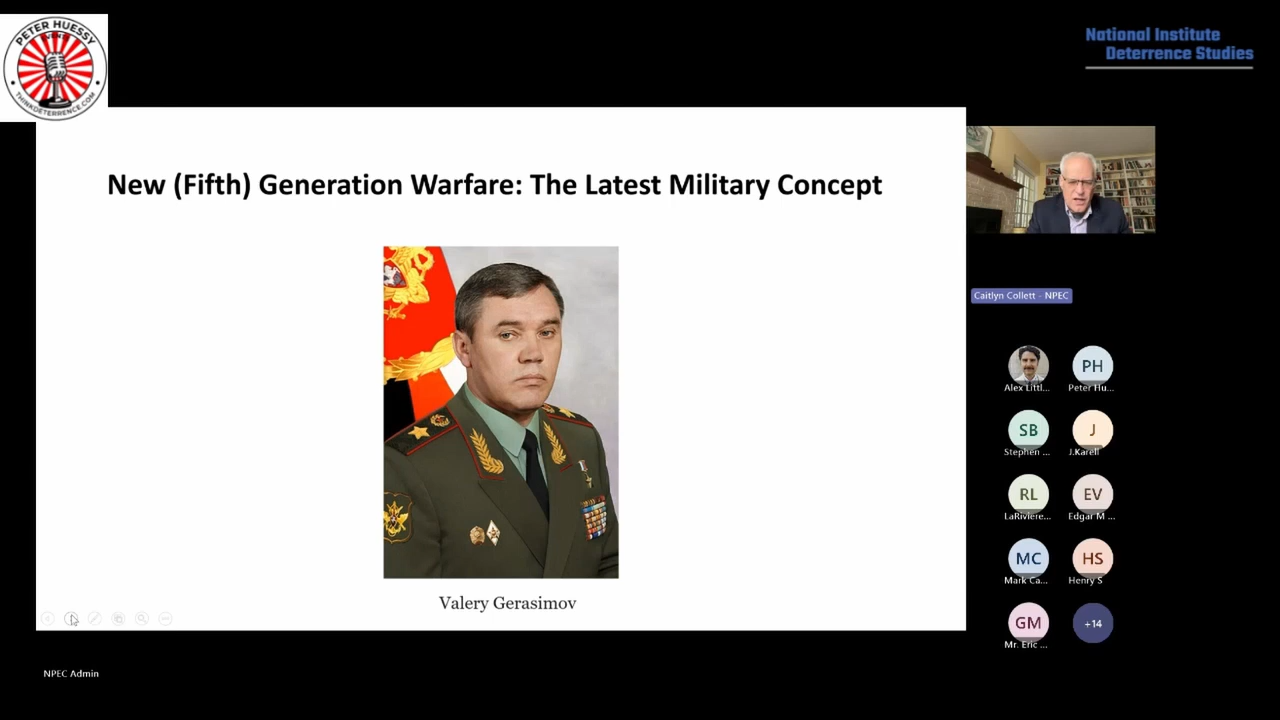 PETER HUESSY
THINKDETERRENCE.COM
National Institute
Deterrence Studies
New (Fifth) Generation Warfare: The Latest Military Concept
Valery Gerasimov
Caitlyn Collett - NPEC
Alex Littl...
PH
Peter Hu...
SB
Stephen ...
J
J.Karell
RL
LaRiviere...
EV
Edgar M ...
MC
Mark Ca...
HS
Henry S
GM
Mr. Eric ...
+14
NPEC Admin